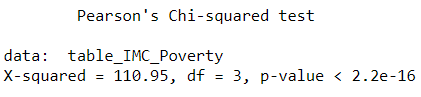 Pearson's Chi-squared test
data:  table_IMC_Poverty
X-squared = 110.95, df = 3, p-value < 2.2e-16